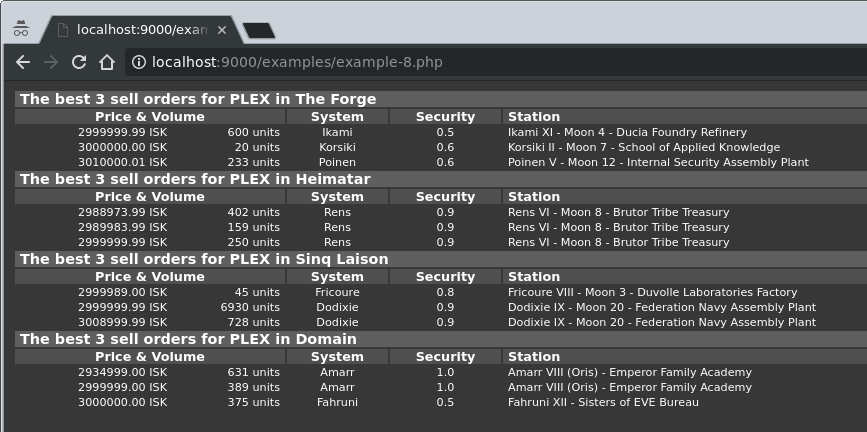 localhost:9000/exan
localhost:9000/examples/example-8.php
The best 3 sell orders for PLEX in The Forge
Price & Volume System Security Station
2999999.99 ISK 600 units Ikami 0.5 Ikami XI - Moon 4 - Ducia Foundry Refinery
3000000.00 ISK 20 units Korsiki 0.6 Korsiki II - Moon 7 - School of Applied Knowledge
3010000.01 ISK 233 units Poinen 0.6 Poinen V - Moon 12 - Internal Security Assembly Plant
The best 3 sell orders for PLEX in Heimatar
Price & Volume System Security Station
2988973.99 ISK 402 units Rens 0.9 Rens VI - Moon 8 - Brutor Tribe Treasury
2989983.99 ISK 159 units Rens 0.9 Rens VI - Moon 8 - Brutor Tribe Treasury
2999999.99 ISK 250 units Rens 0.9 Rens VI - Moon 8 - Brutor Tribe Treasury
The best 3 sell orders for PLEX in Sinq Laison
Price & Volume System Security Station
2999989.00 ISK 45 units Fricoure 0.8 Fricoure VIII - Moon 3 - Duvolle Laboratories Factory
2999999.99 ISK 6930 units Dodixie 0.9 Dodixie IX - Moon 20 - Federation Navy Assembly Plant
3008999.99 ISK 728 units Dodixie 0.9 Dodixie IX - Moon 20 - Federation Navy Assembly Plant
The best 3 sell orders for PLEX in Domain
Price & Volume System Security Station
2934999.00 ISK 631 units Amarr 1.0 Amarr VIII (Oris) - Emperor Family Academy
2999999.00 ISK 389 units Amarr 1.0 Amarr VIII (Oris) - Emperor Family Academy
3000000.00 ISK 375 units Fahruni 0.5 Fahruni XII - Sisters of EVE Bureau